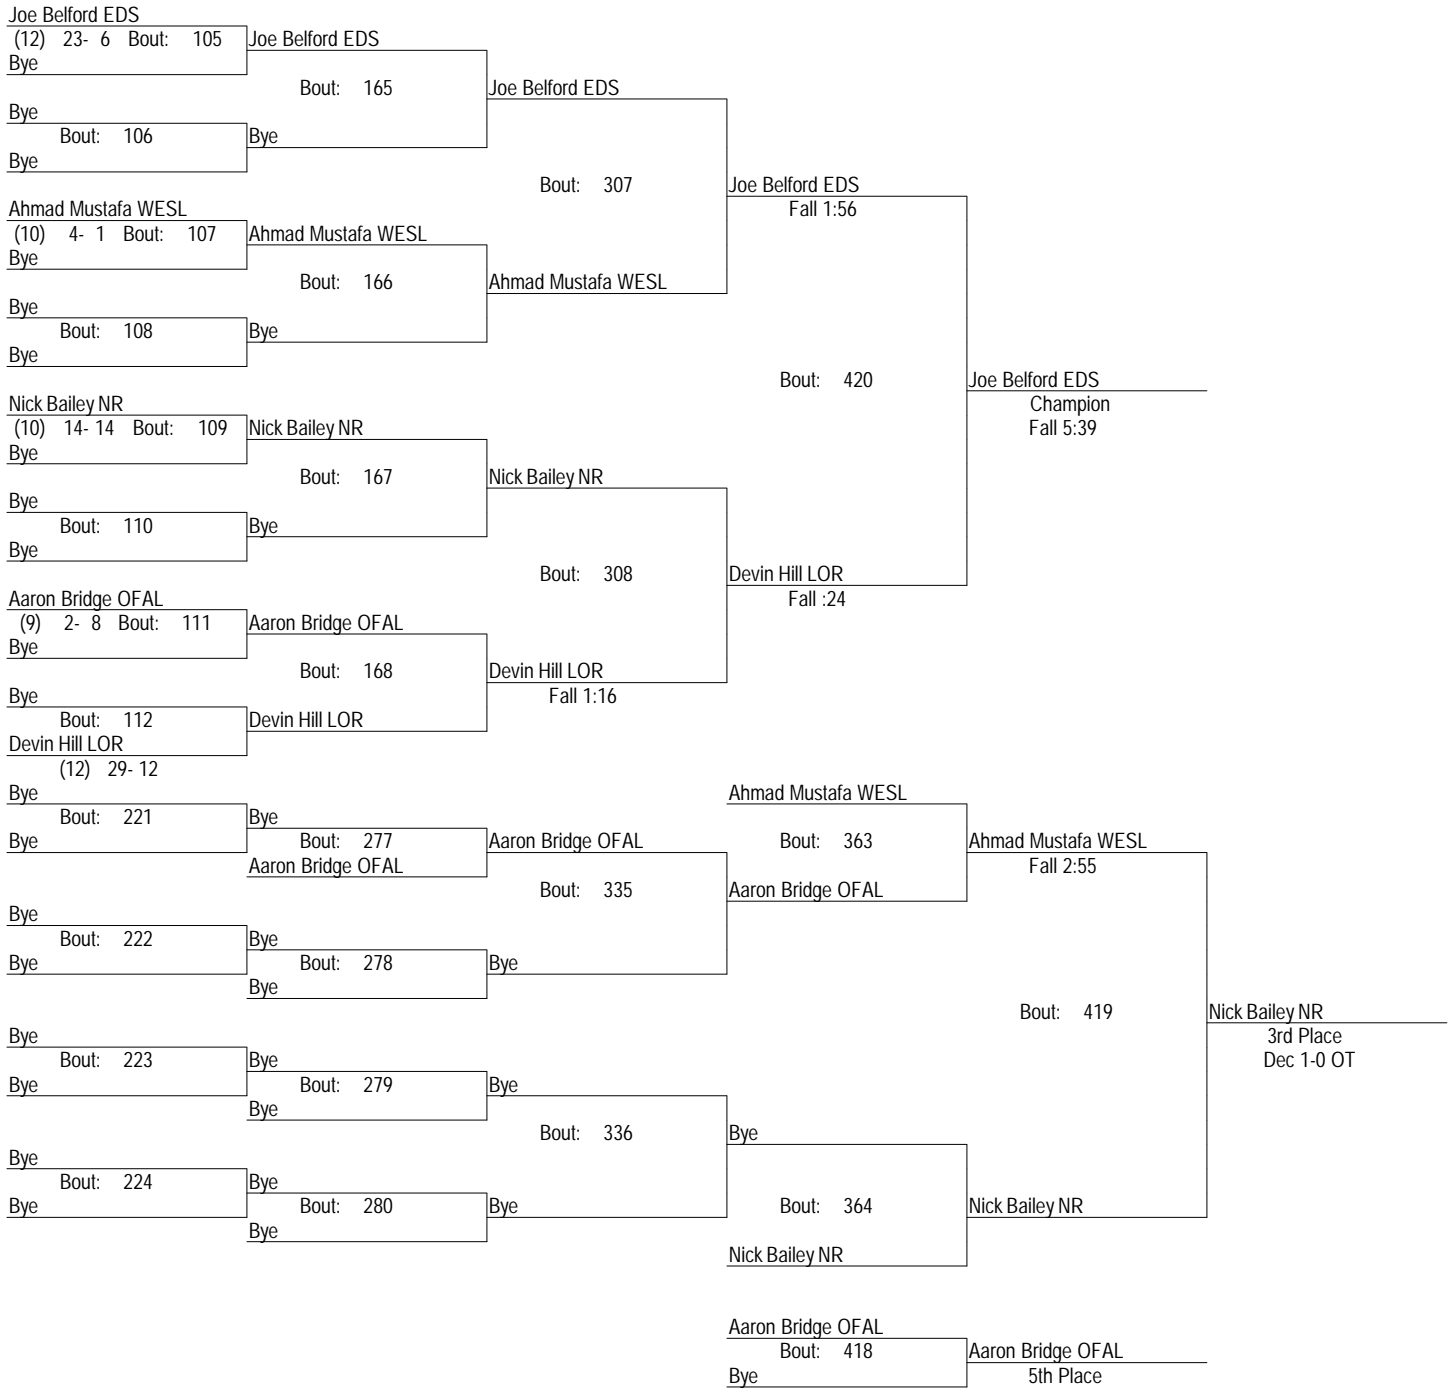 Joe Belford EDS
(12) 23- 6 Bout: 105 Joe Belford EDS
Bye
Bout: 165 Joe Belford EDS
Bye
Bout: 106 Bye
Bye
Bout: 307 Joe Belford EDS
Fall 1:56
Ahmad Mustafa WESL
(10) 4- 1 Bout: 107 Ahmad Mustafa WESL
Bye
Bout: 166 Ahmad Mustafa WESL
Bye
Bout: 108 Bye
Bye
Bout: 420 Joe Belford EDS
Champion
Fall 5:39
Nick Bailey NR
(10) 14- 14 Bout: 109 Nick Bailey NR
Bye
Bout: 167 Nick Bailey NR
Bye
Bout: 110 Bye
Bye
Bout: 308 Devin Hill LOR
Fall :24
Aaron Bridge OFAL
(9) 2- 8 Bout: 111 Aaron Bridge OFAL
Bye
Bout: 168 Devin Hill LOR
Fall 1:16
Bye
Bout: 112 Devin Hill LOR
Devin Hill LOR
(12) 29- 12
Bye Ahmad Mustafa WESL
Bout: 221 Bye
Bye Bout: 277 Aaron Bridge OFAL Bout: 363 Ahmad Mustafa WESL
Aaron Bridge OFAL Fall 2:55
Bout: 335 Aaron Bridge OFAL
Bye
Bout: 222 Bye
Bye Bout: 278 Bye
Bye
Bout: 419 Nick Bailey NR
3rd Place
Dec 1-0 OT
Bye
Bout: 223 Bye
Bye Bout: 279 Bye
Bye
Bout: 336 Bye
Bye
Bout: 224 Bye
Bye Bout: 280 Bye Bout: 364 Nick Bailey NR
Bye
Nick Bailey NR
Aaron Bridge OFAL
Bout: 418 Aaron Bridge OFAL
Bye 5th Place